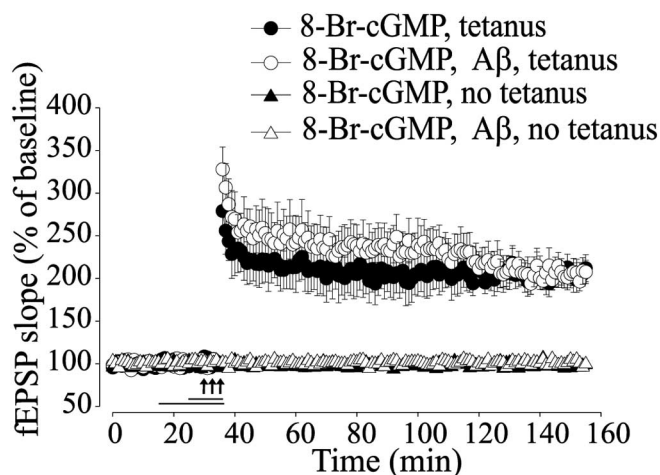 8-Br-cGMP, tetanus
8-Br-cGMP, Aβ, tetanus
8-Br-cGMP, no tetanus
8-Br-cGMP, Aβ, no tetanus
fEPSP slope (% of baseline)
400
350
300
250
200
150
100
50
0 20 40 60 80 100 120 140 160
Time (min)